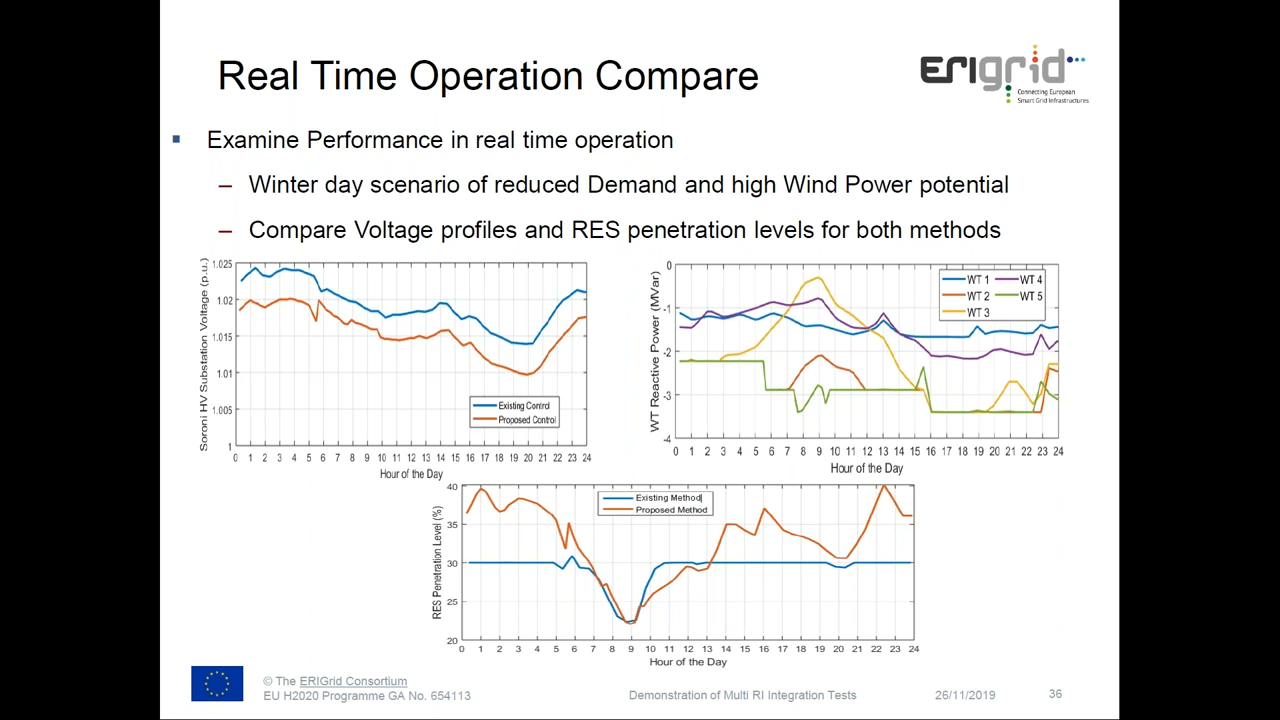 Real Time Operation Compare
ERIgrid
Connecting European
Smart Grid Infrastructures
Examine Performance in real time operation
– Winter day scenario of reduced Demand and high Wind Power potential
– Compare Voltage profiles and RES penetration levels for both methods
Soroni HV Substation Voltage (p.u.)
1.025
1.02
1.015
1.01
1.005
1
Existing Control
Proposed Control
0 1 2 3 4 5 6 7 8 9 10 11 12 13 14 15 16 17 18 19 20 21 22 23 24
Hour of the Day
WT Reactive Power (MVar)
0
-1
-2
-3
-4
WT 1 WT 4
WT 2 WT 5
WT 3
0 1 2 3 4 5 6 7 8 9 10 11 12 13 14 15 16 17 18 19 20 21 22 23 24
Hour of the Day
RES Penetration Level (%)
40
35
30
25
20
Existing Method
Proposed Method
0 1 2 3 4 5 6 7 8 9 10 11 12 13 14 15 16 17 18 19 20 21 22 23 24
Hour of the Day
© The ERIGrid Consortium
EU H2020 Programme GA No. 654113
Demonstration of Multi RI Integration Tests
26/11/2019
36